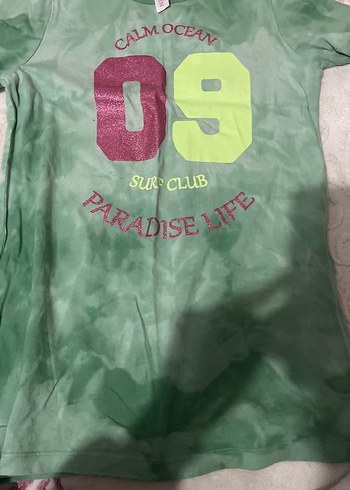 CALM OCEAN
09
SURF CLUB
PARADISE LIFE